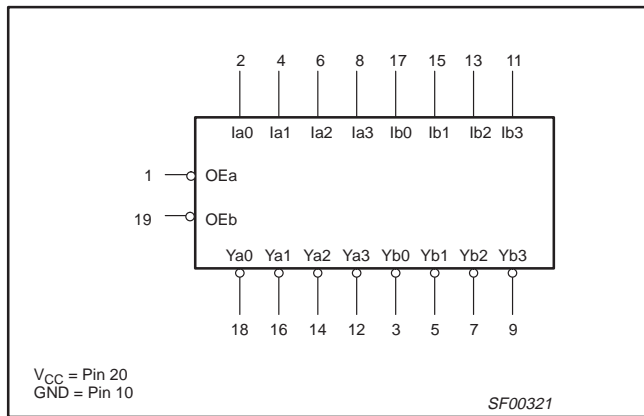 2 4 6 8 17 15 13 11
Ia0 Ia1 Ia2 Ia3 Ib0 Ib1 Ib2 Ib3
1 OEa
19 OEb
Ya0 Ya1 Ya2 Ya3 Yb0 Yb1 Yb2 Yb3
18 16 14 12 3 5 7 9
VCC = Pin 20
GND = Pin 10
SF00321